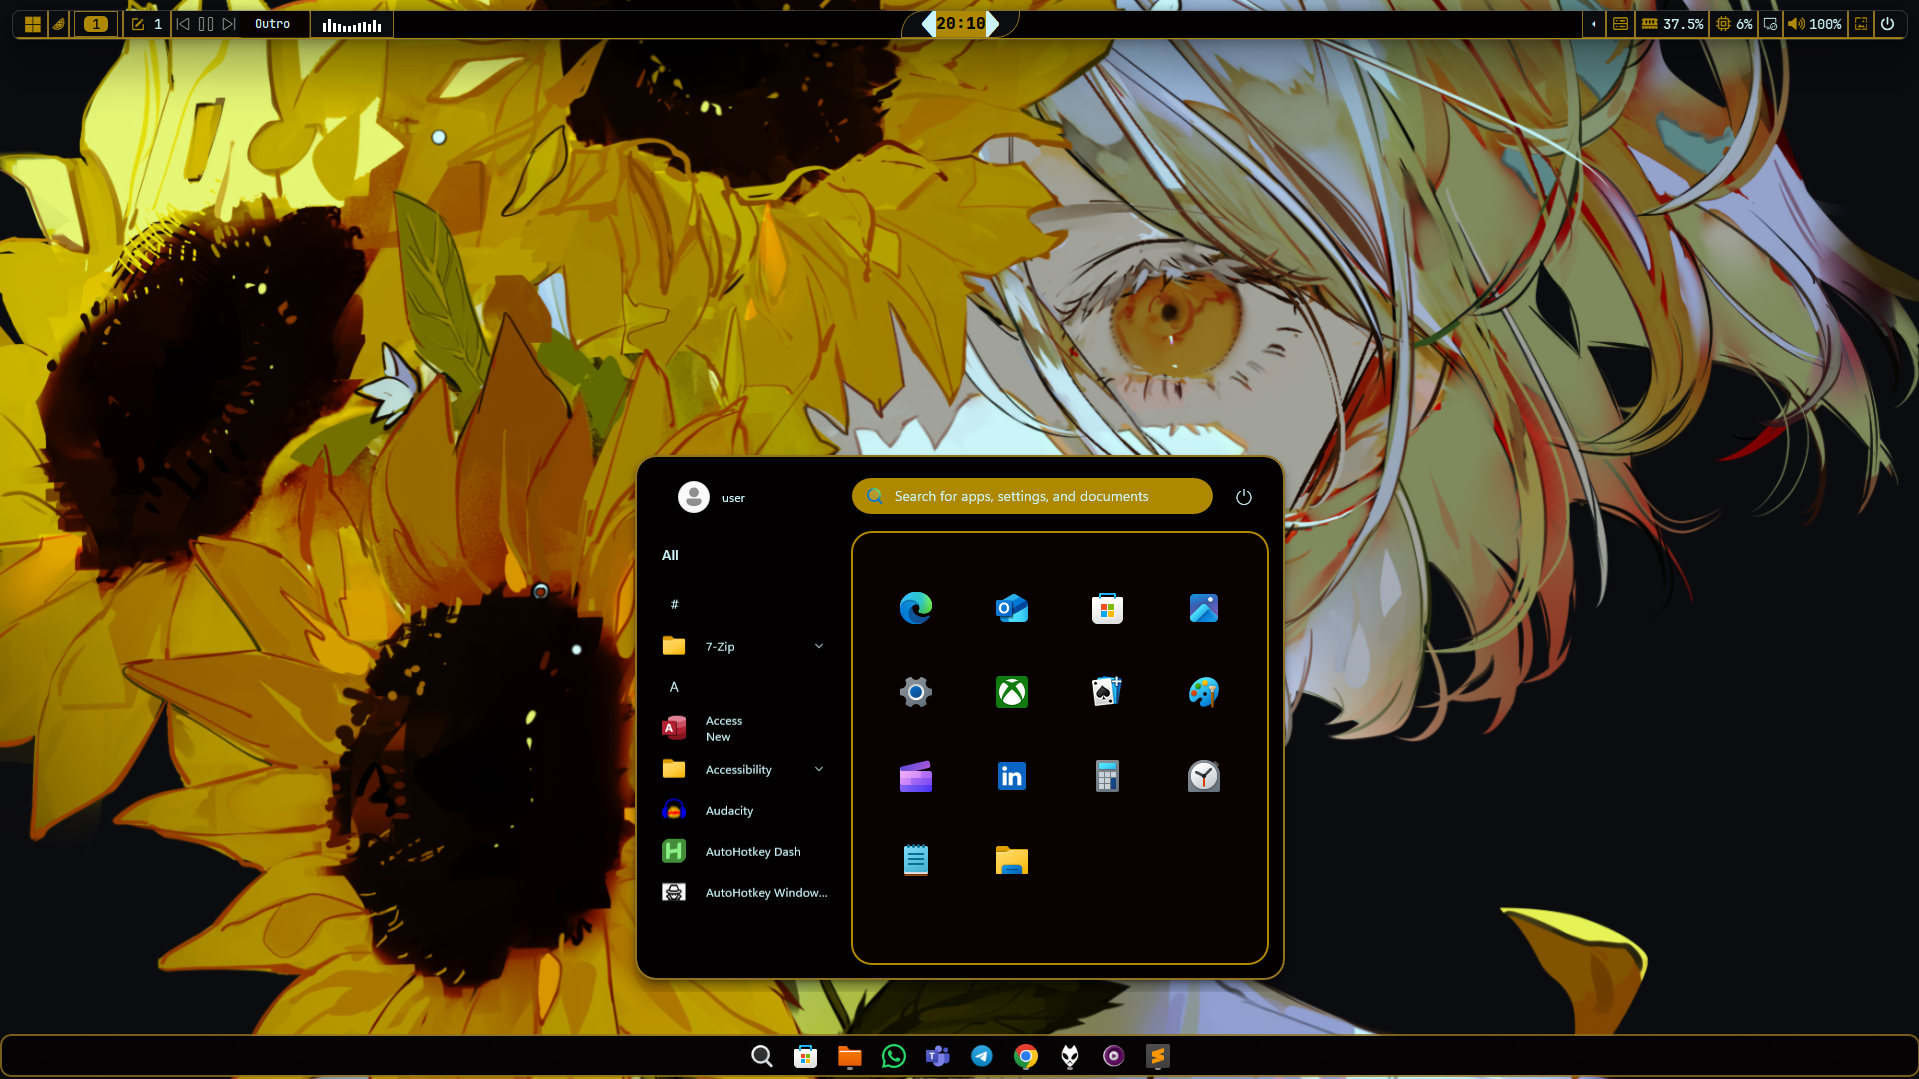 1
1
Outro
20:10
37.5%
6%
100%
user
Search for apps, settings, and documents
All
#
7-Zip
A
Access
New
Accessibility
Audacity
AutoHotkey Dash
AutoHotkey Window...